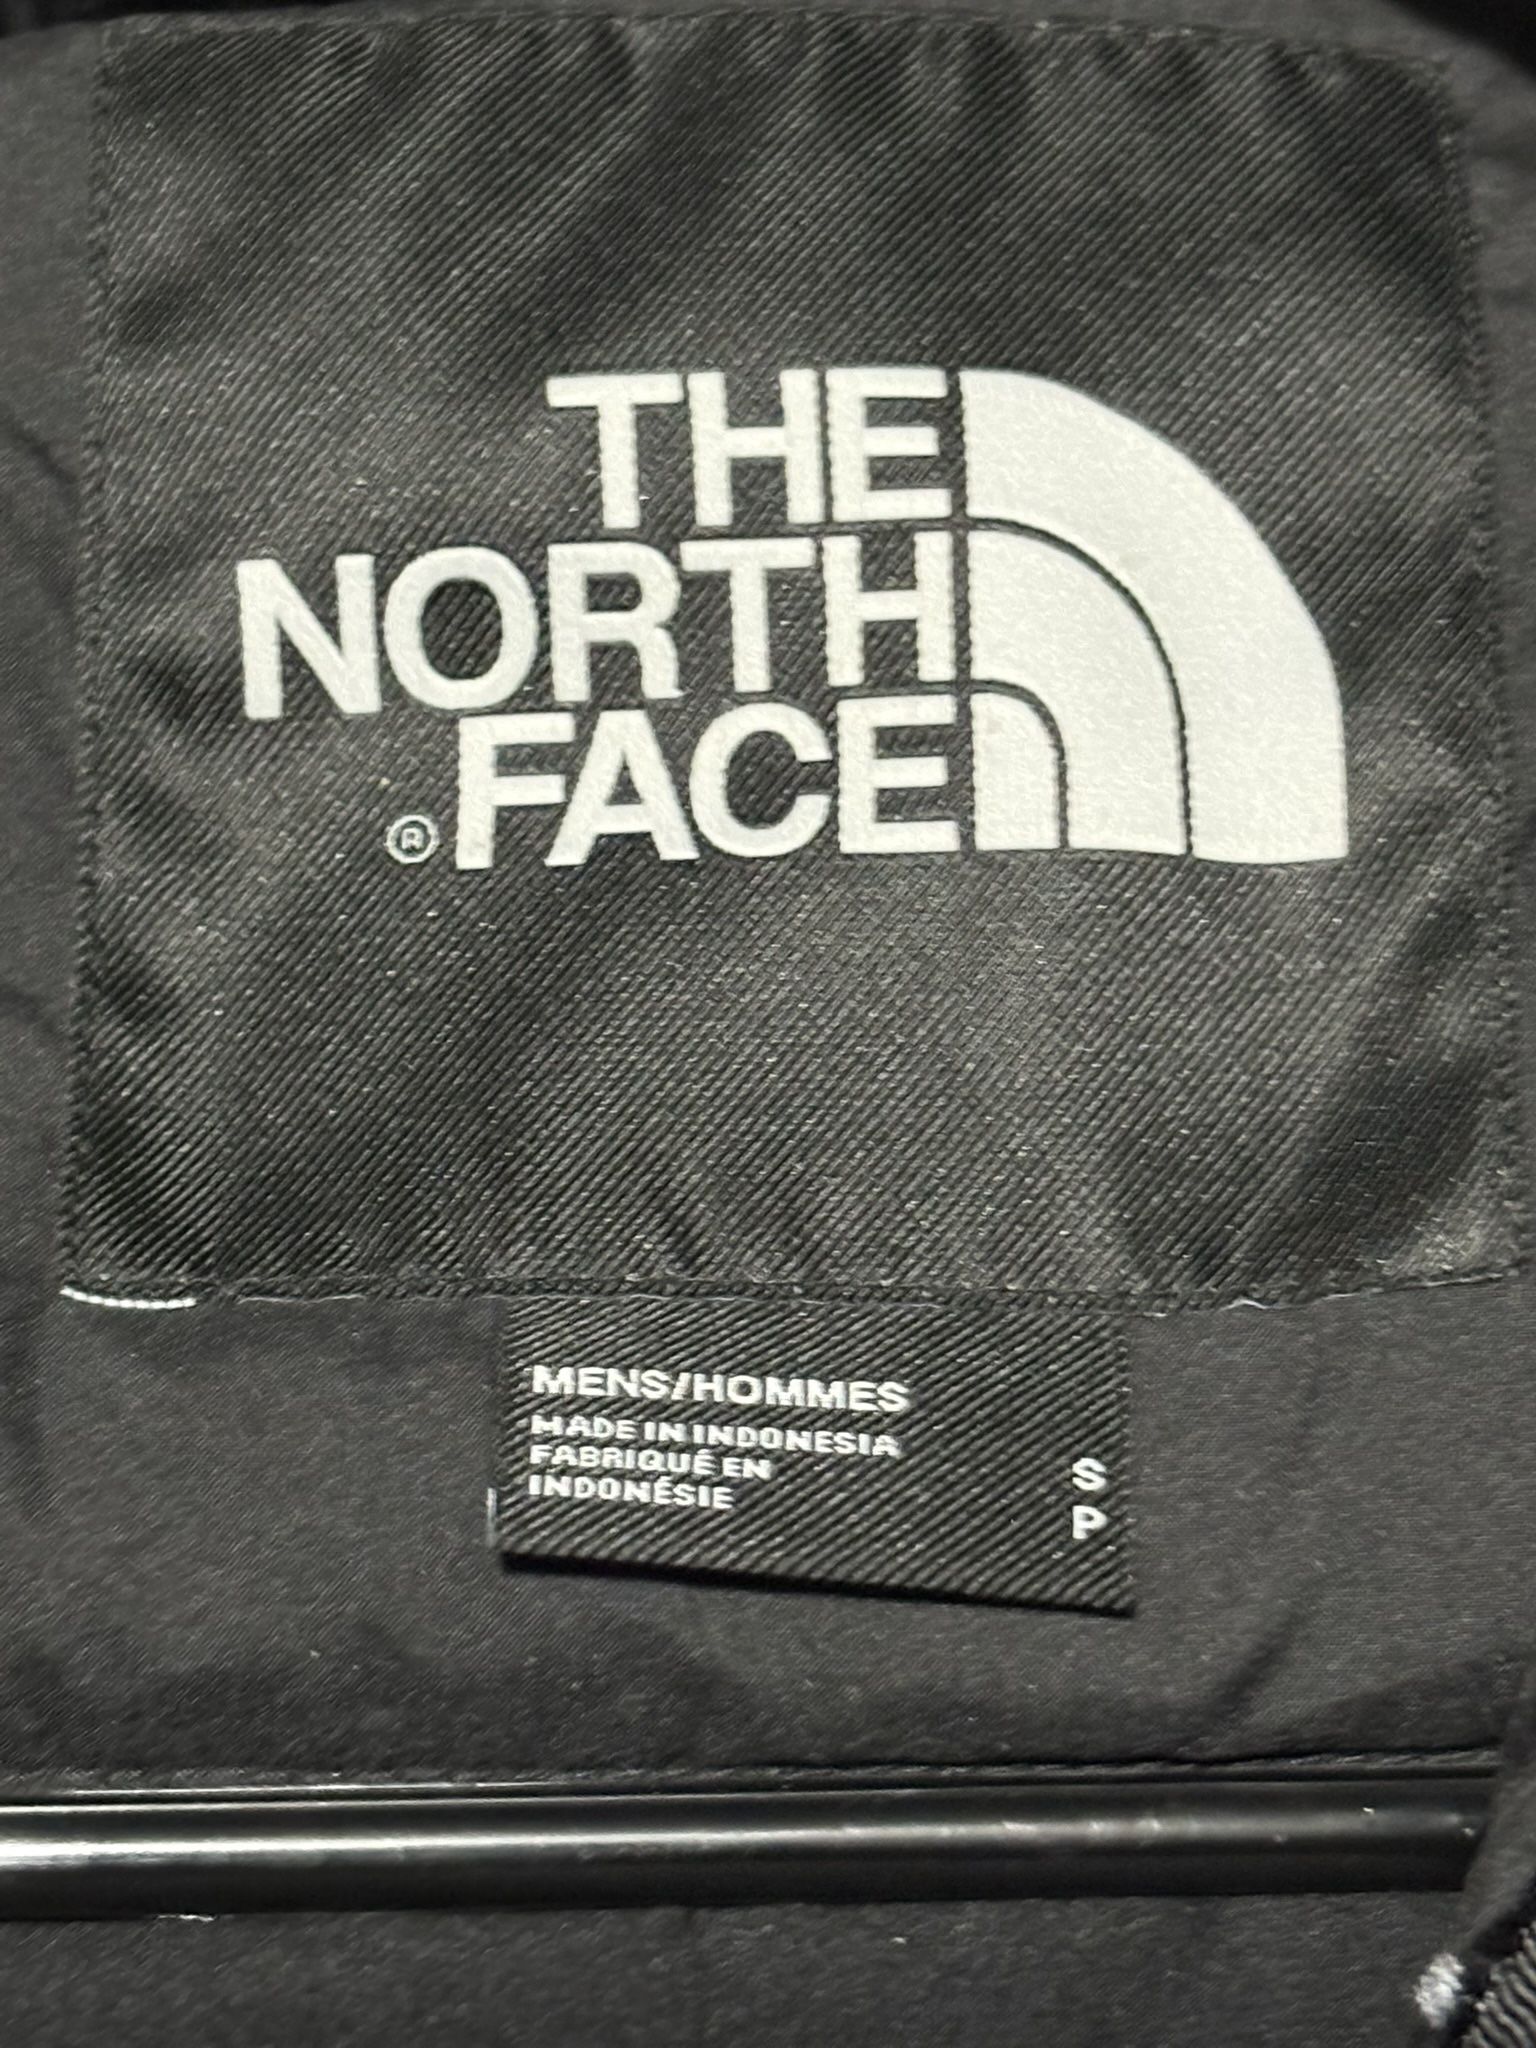 THE
NORTH
® FACE
MENS/HOMMES
MADE IN INDONESIA
FABRIQUÉ EN
INDONÉSIE
S
P